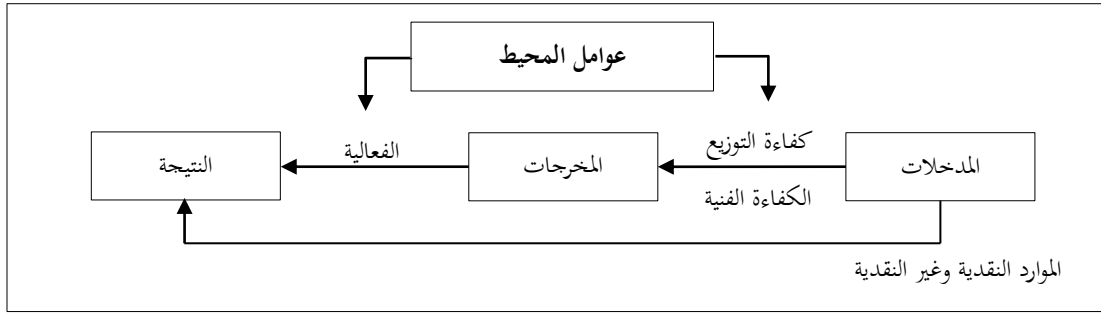 عوامل المحيط
كفاءة التوزيع
الفعالية
المدخلات
المخرجات
النتيجة
الكفاءة الفنية
الموارد النقدية وغير النقدية